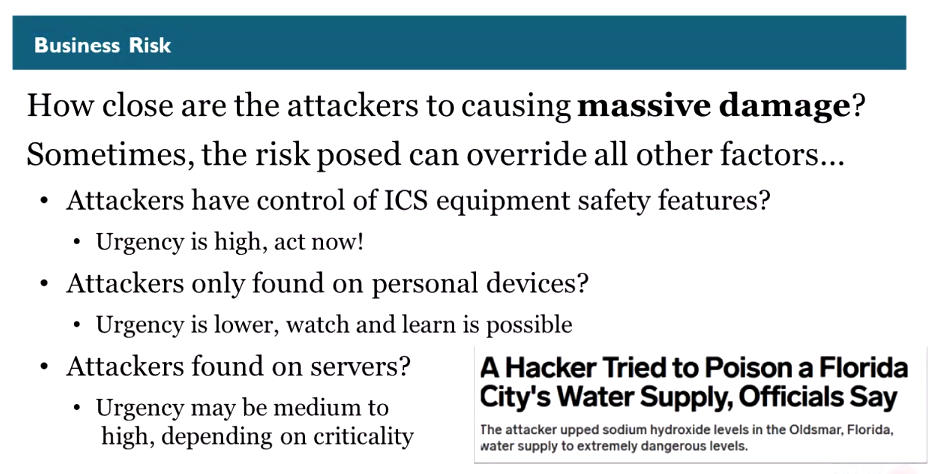 Business Risk
How close are the attackers to causing massive damage?
Sometimes, the risk posed can override all other factors...
• Attackers have control of ICS equipment safety features?
• Urgency is high, act now!
• Attackers only found on personal devices?
• Urgency is lower, watch and learn is possible
• Attackers found on servers?
• Urgency may be medium to
high, depending on criticality
A Hacker Tried to Poison a Florida
City's Water Supply, Officials Say
The attacker upped sodium hydroxide levels in the Oldsmar, Florida,
water supply to extremely dangerous levels.